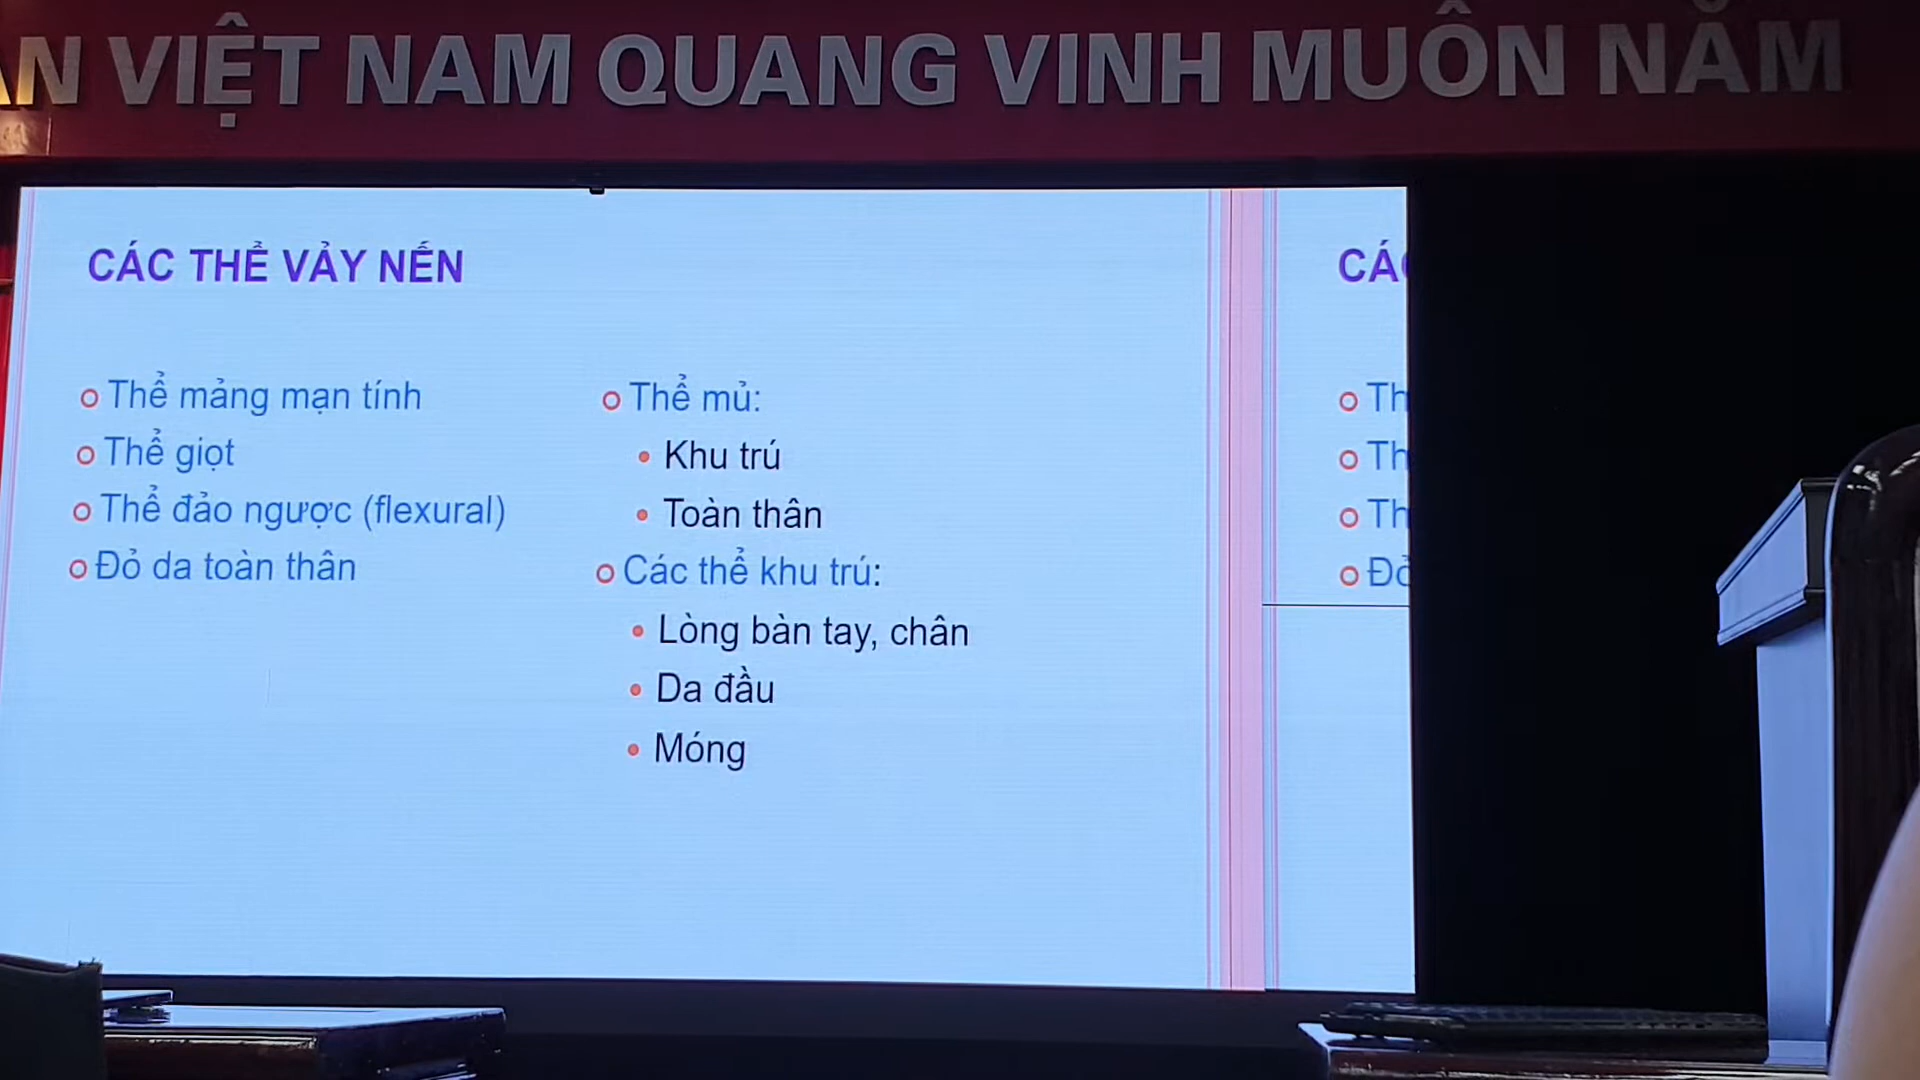 VIỆT NAM QUANG VINH MUÔN NĂM
CÁC THỂ VẢY NẾN
Thể mảng mạn tính
Thể giọt
Thể đảo ngược (flexural)
Đỏ da toàn thân
Thể mủ:
Khu trú
Toàn thân
Các thể khu trú:
Lòng bàn tay, chân
Da đầu
Móng